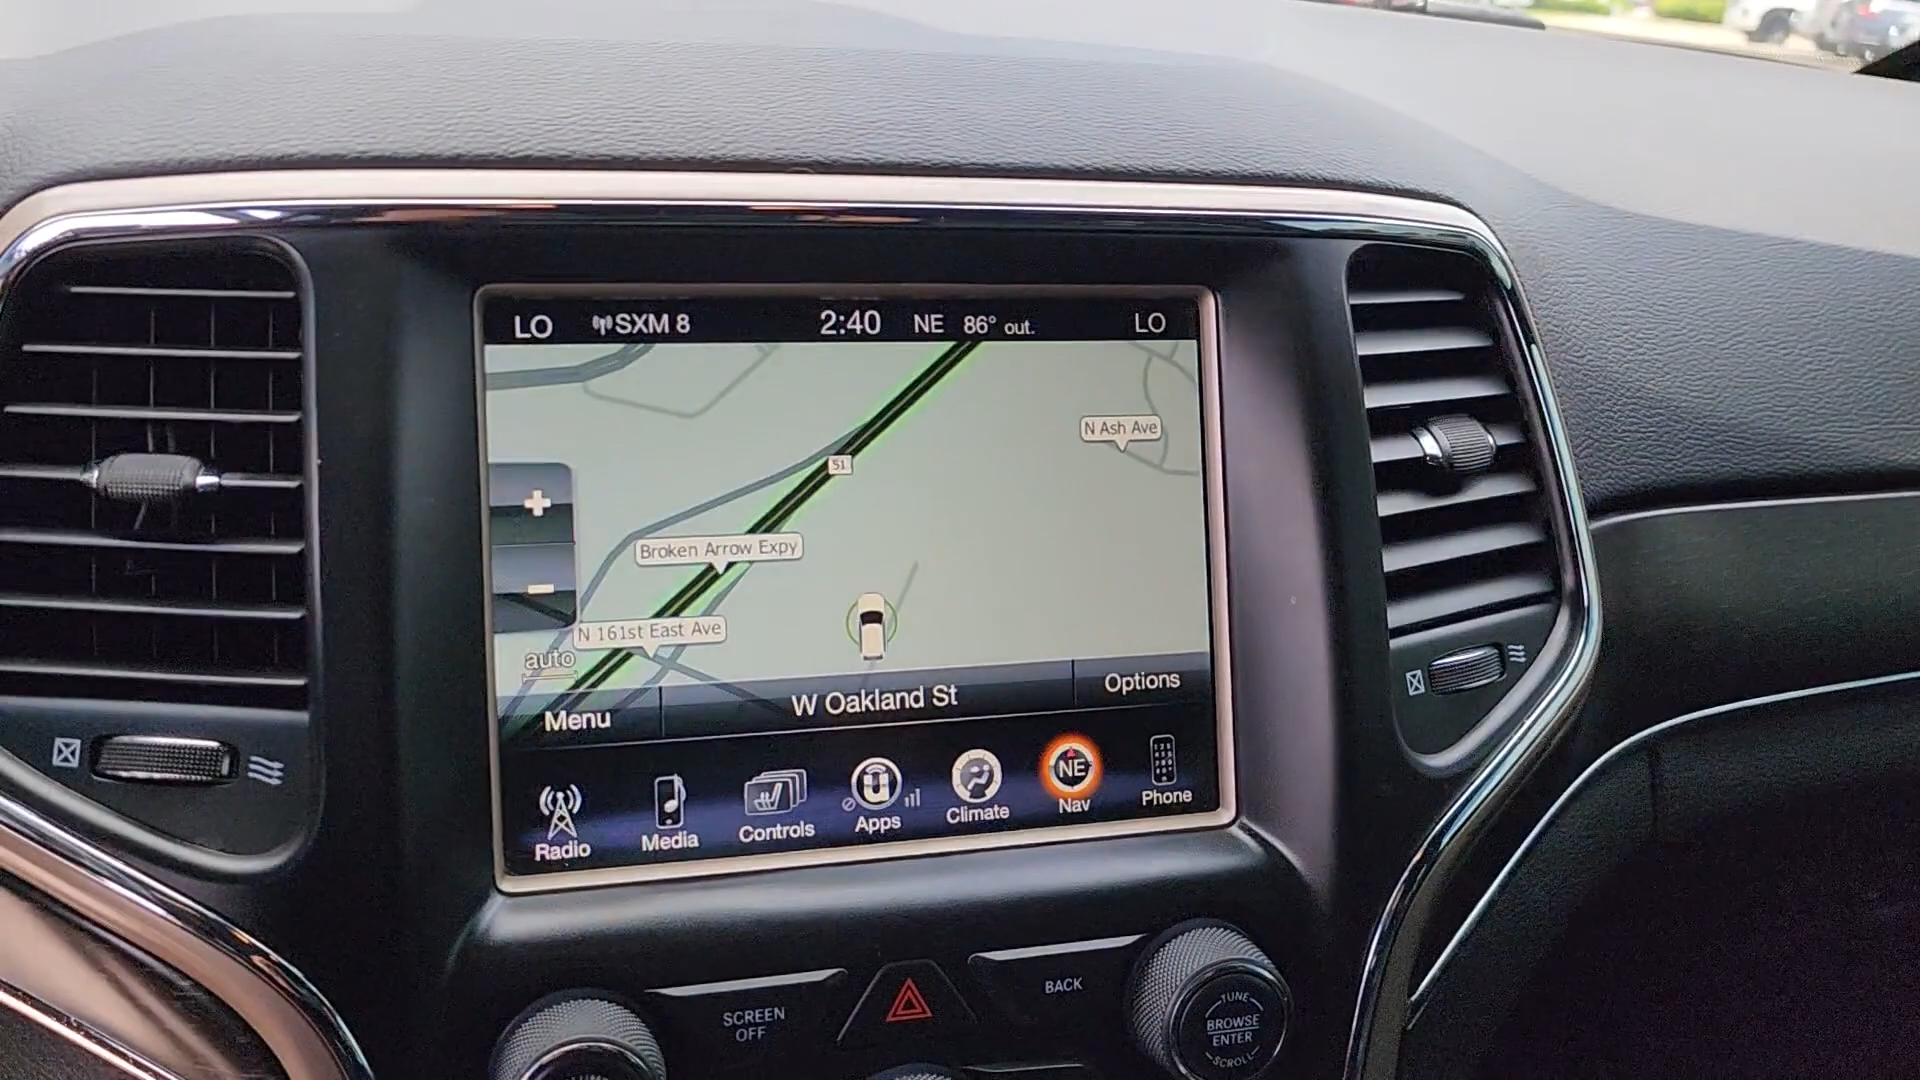 LO SXM 8 2:40 NE 86° out. LO
N Ash Ave
51
Broken Arrow Expy
N 161st East Ave
auto
Menu W Oakland St Options
NE
Radio Media Controls Apps Climate Nav Phone
SCREEN
OFF
BACK
TUNE
BROWSE
ENTER
SCROLL